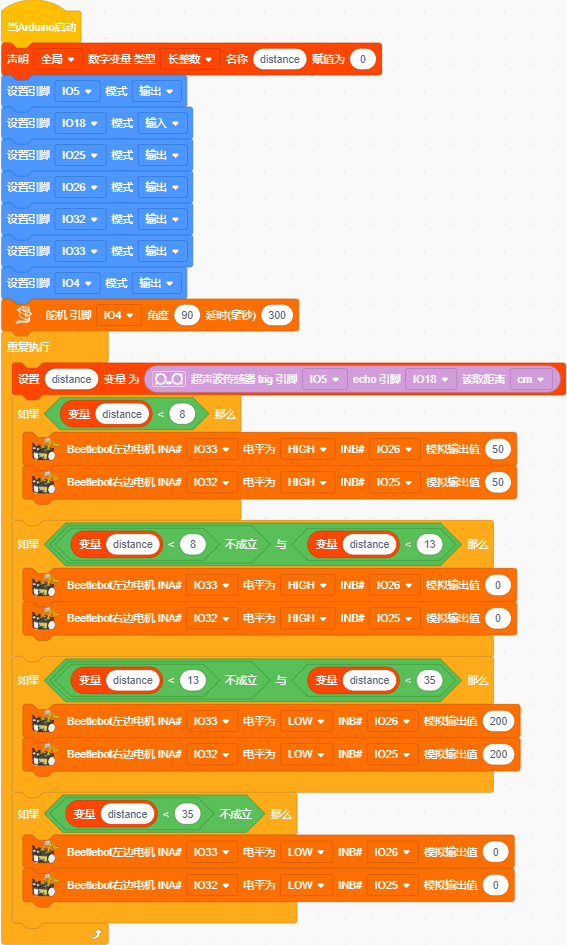 当Arduino启动
声明 全局 数字变量 类型 长整数 名称 distance 赋值为 0
设置引脚 IO5 模式 输出
设置引脚 IO18 模式 输入
设置引脚 IO25 模式 输出
设置引脚 IO26 模式 输出
设置引脚 IO32 模式 输出
设置引脚 IO33 模式 输出
设置引脚 IO4 模式 输出
舵机 引脚 IO4 角度 90 延时(毫秒) 300
重复执行
设置 distance 变量 为 超声波传感器 trig 引脚 IO5 echo 引脚 IO18 读取距离 cm
如果 变量 distance < 8 那么
Beetlebot左边电机 INA# IO33 电平为 HIGH INB# IO26 模拟输出值 50
Beetlebot右边电机 INA# IO32 电平为 HIGH INB# IO25 模拟输出值 50
如果 变量 distance < 8 不成立 与 变量 distance < 13 那么
Beetlebot左边电机 INA# IO33 电平为 HIGH INB# IO26 模拟输出值 0
Beetlebot右边电机 INA# IO32 电平为 HIGH INB# IO25 模拟输出值 0
如果 变量 distance < 13 不成立 与 变量 distance < 35 那么
Beetlebot左边电机 INA# IO33 电平为 LOW INB# IO26 模拟输出值 200
Beetlebot右边电机 INA# IO32 电平为 LOW INB# IO25 模拟输出值 200
如果 变量 distance < 35 不成立 那么
Beetlebot左边电机 INA# IO33 电平为 LOW INB# IO26 模拟输出值 0
Beetlebot右边电机 INA# IO32 电平为 LOW INB# IO25 模拟输出值 0